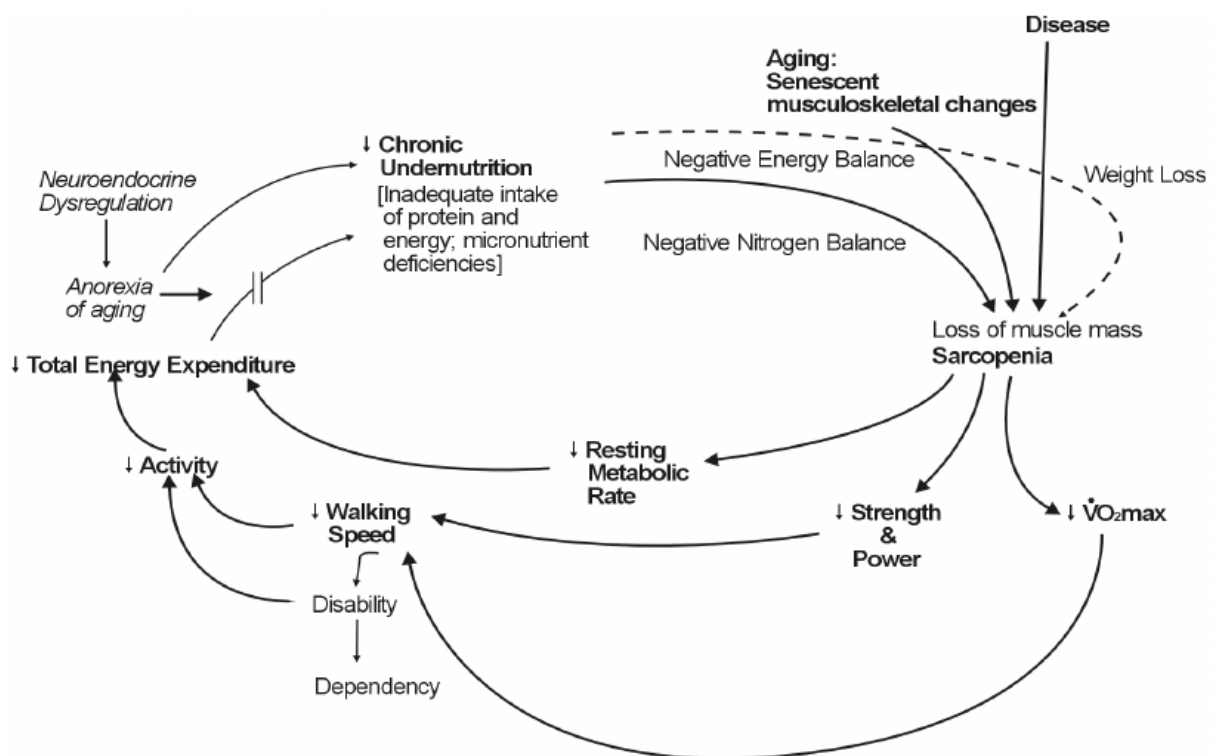 Disease
Aging:
Senescent
musculoskeletal changes
↓ Chronic
Undernutrition
[Inadequate intake
of protein and
energy; micronutrient
deficiencies]
Negative Energy Balance
Weight Loss
Negative Nitrogen Balance
Neuroendocrine
Dysregulation
Anorexia
of aging
Loss of muscle mass
Sarcopenia
↓ Total Energy Expenditure
↓ Resting
Metabolic
Rate
↓ Activity
↓ Walking
Speed
↓ Strength
&
Power
↓ V̇O₂max
Disability
Dependency